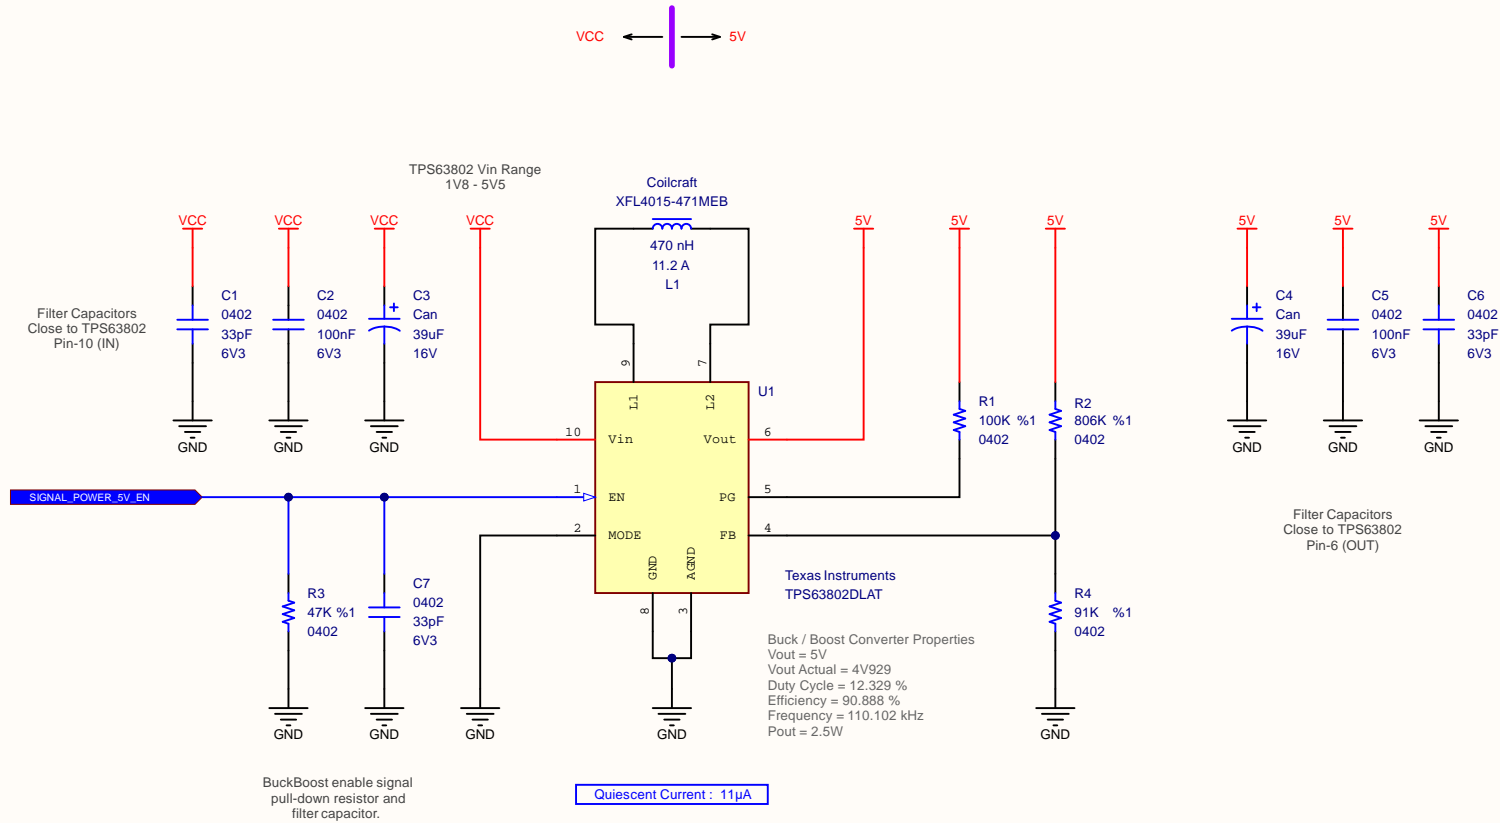 VCC
5V
TPS63802 Vin Range
1V8 - 5V5
Coilcraft
XFL4015-471MEB
470 nH
11.2 A
L1
VCC
VCC
VCC
VCC
5V
5V
5V
5V
5V
5V
Filter Capacitors
Close to TPS63802
Pin-10 (IN)
C1
0402
33pF
6V3
C2
0402
100nF
6V3
C3
Can
39uF
16V
C4
Can
39uF
16V
C5
0402
100nF
6V3
C6
0402
33pF
6V3
GND
GND
GND
GND
GND
GND
9
7
L1
L2
U1
10
Vin
Vout
6
R1
100K %1
0402
R2
806K %1
0402
SIGNAL_POWER_5V_EN
1
EN
PG
5
2
MODE
FB
4
GND
AGND
8
3
Texas Instruments
TPS63802DLAT
Filter Capacitors
Close to TPS63802
Pin-6 (OUT)
R3
47K %1
0402
C7
0402
33pF
6V3
R4
91K %1
0402
Buck / Boost Converter Properties
Vout = 5V
Vout Actual = 4V929
Duty Cycle = 12.329 %
Efficiency = 90.888 %
Frequency = 110.102 kHz
Pout = 2.5W
GND
GND
GND
GND
GND
BuckBoost enable signal
pull-down resistor and
filter capacitor.
Quiescent Current : 11µA